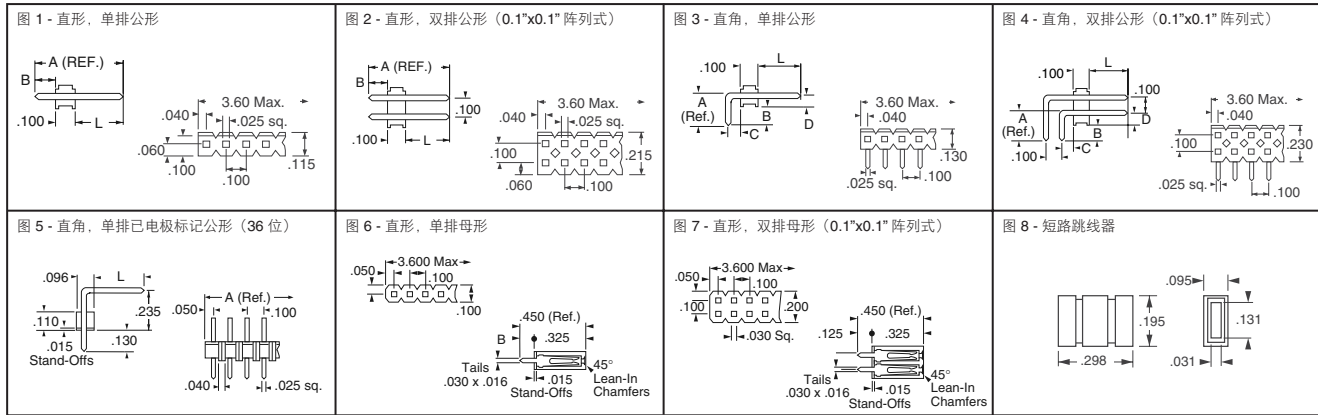 图 1 - 直形，单排公形
A (REF.)
B
.100
L
3.60 Max.
.040
.025 sq.
.060
.100
.100
.115
图 2 - 直形，双排公形（0.1”x0.1” 阵列式）
A (REF.)
B
.100
.100
L
3.60 Max.
.040
.025 sq.
.100
.215
.060
.100
图 3 - 直角，单排公形
.100
L
A
(Ref.)
B
C
D
3.60 Max.
.040
.130
.025 sq.
.100
图 4 - 直角，双排公形（0.1”x0.1” 阵列式）
.100
L
.100
A
(Ref.)
B
D
.100
C
3.60 Max.
.040
.100
.230
.025 sq.
.100
图 5 - 直角，单排已电极标记公形（36 位）
.096
L
.235
.110
.015
Stand-Offs
.130
A (Ref.)
.050
.100
.040
.025 sq.
图 6 - 直形，单排母形
3.600 Max
.050
.100
.100
.450 (Ref.)
B
.325
Tails
.030 x .016
.015
Stand-Offs
45°
Lean-In
Chamfers
图 7 - 直形，双排母形（0.1”x0.1” 阵列式）
3.600 Max
.050
.100
.100
.200
.030 Sq.
.450 (Ref.)
.125
.325
Tails
.030 x .016
.015
Stand-Offs
45°
Lean-In
Chamfers
图 8 - 短路跳线器
.195
.298
.095
.131
.031